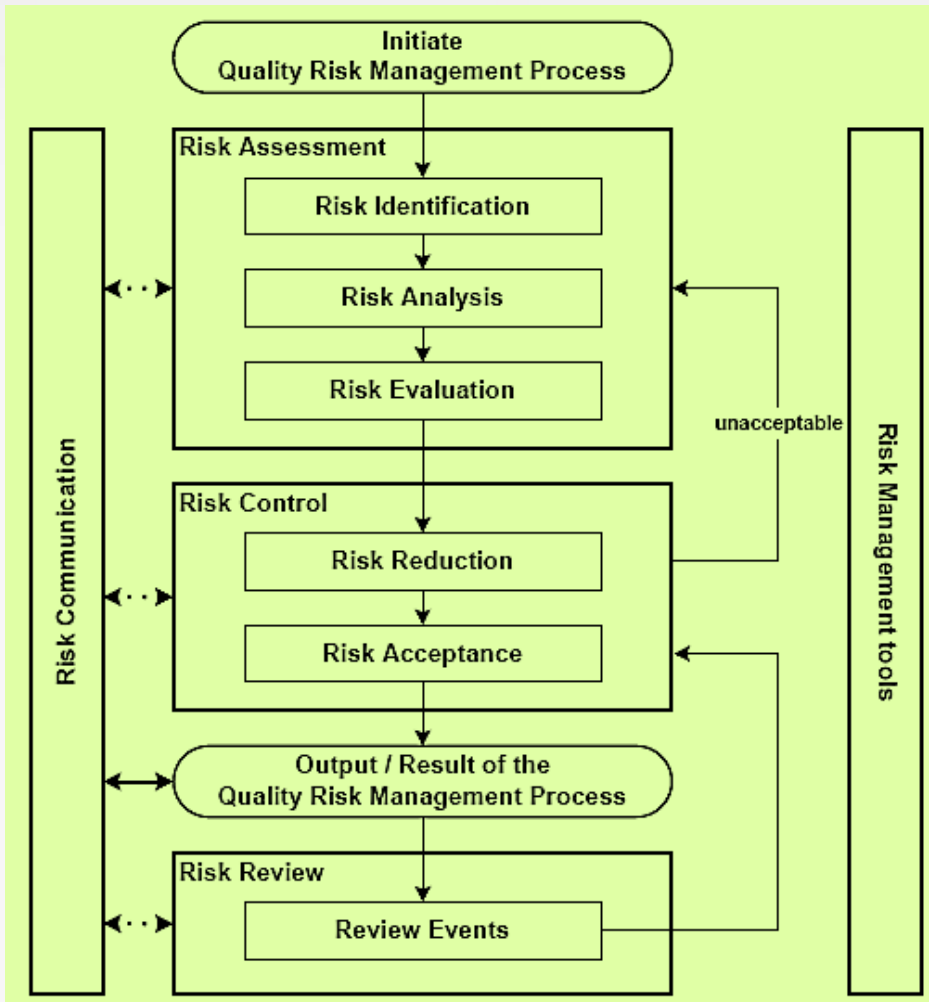 Initiate
Quality Risk Management Process
Risk Assessment
Risk Identification
Risk Analysis
Risk Evaluation
unacceptable
Risk Communication
Risk Management tools
Risk Control
Risk Reduction
Risk Acceptance
Output / Result of the
Quality Risk Management Process
Risk Review
Review Events